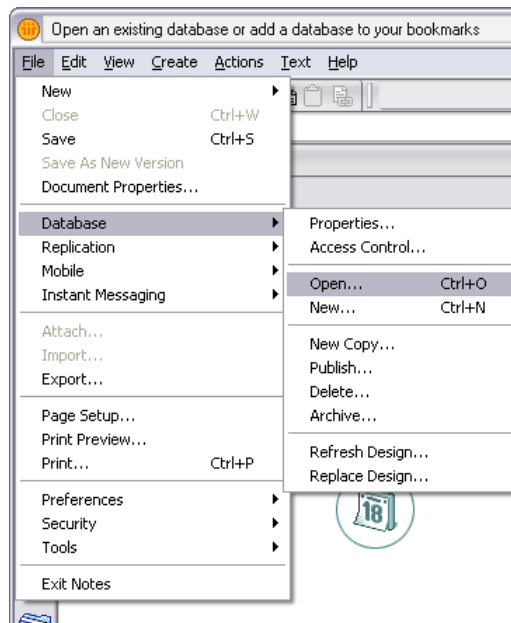 Open an existing database or add a database to your bookmarks
File Edit View Create Actions Text Help
New
Close Ctrl+W
Save Ctrl+S
Save As New Version
Document Properties...
Database
Replication
Mobile
Instant Messaging
Attach...
Import...
Export...
Page Setup...
Print Preview...
Print... Ctrl+P
Preferences
Security
Tools
Exit Notes
Properties...
Access Control...
Open... Ctrl+O
New... Ctrl+N
New Copy...
Publish...
Delete...
Archive...
Refresh Design...
Replace Design...
18